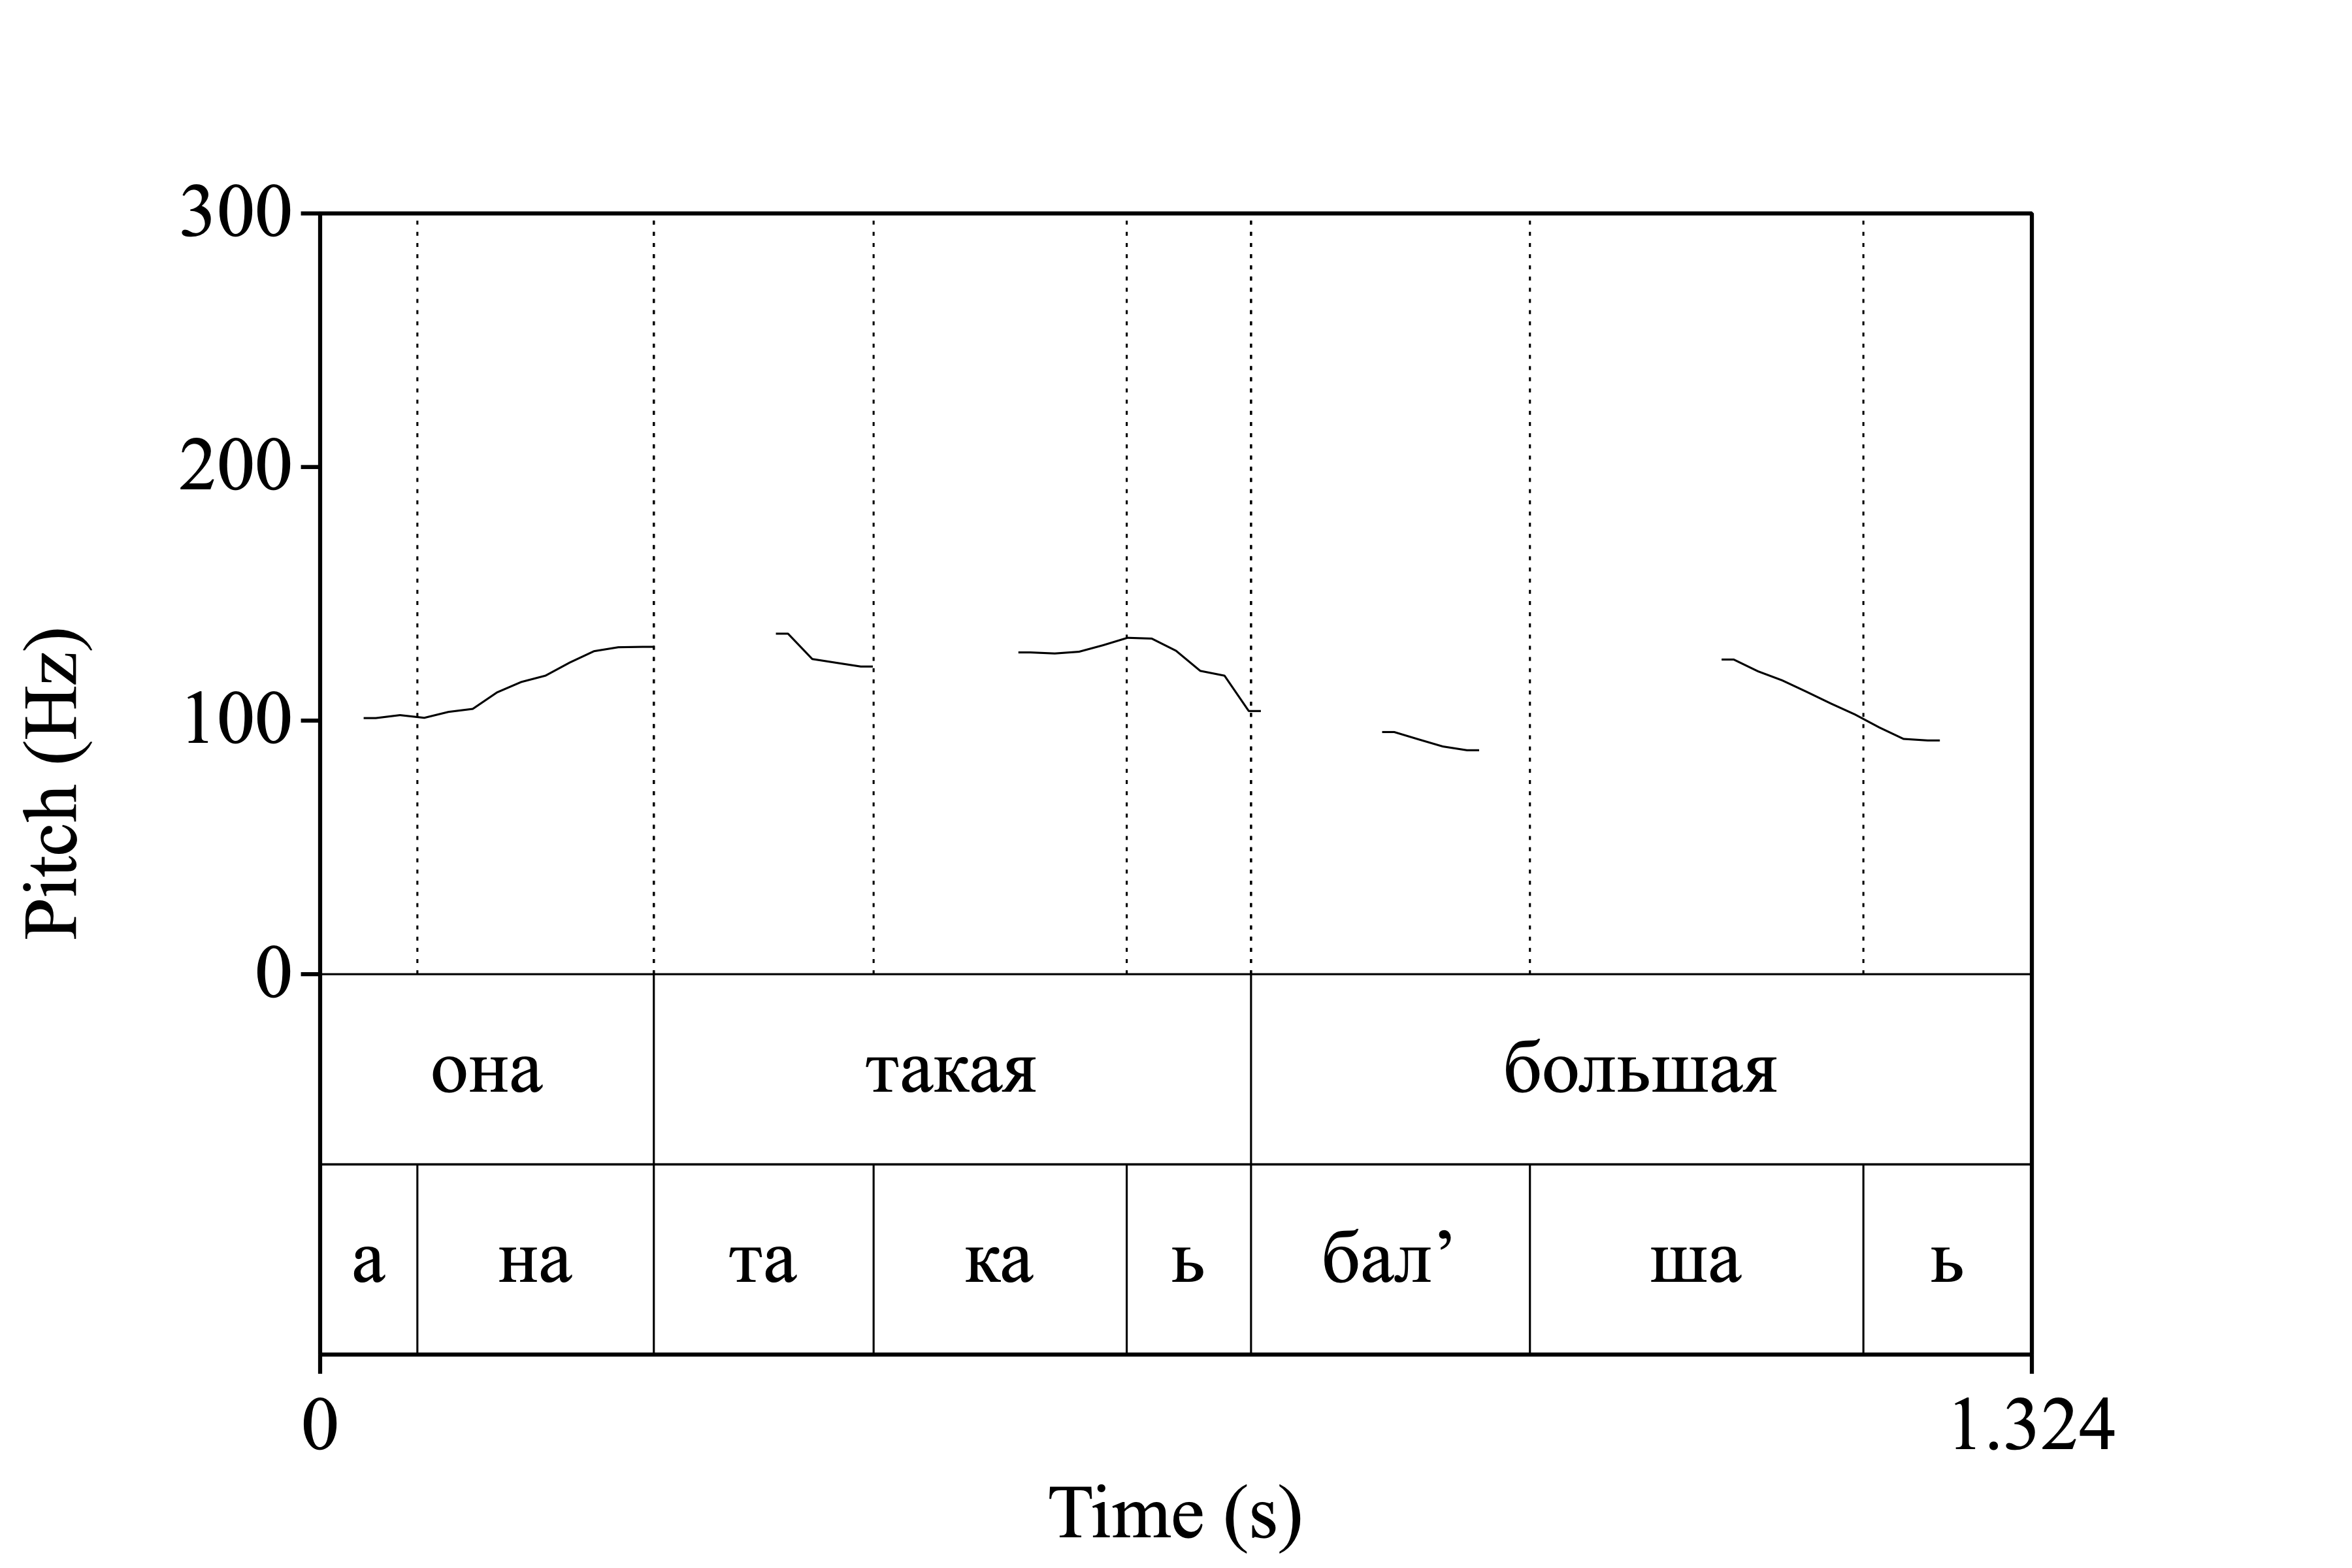 300
200
100
0
Pitch (Hz)
она такая большая
а на та ка ь бал’ ша ь
0 1.324
Time (s)